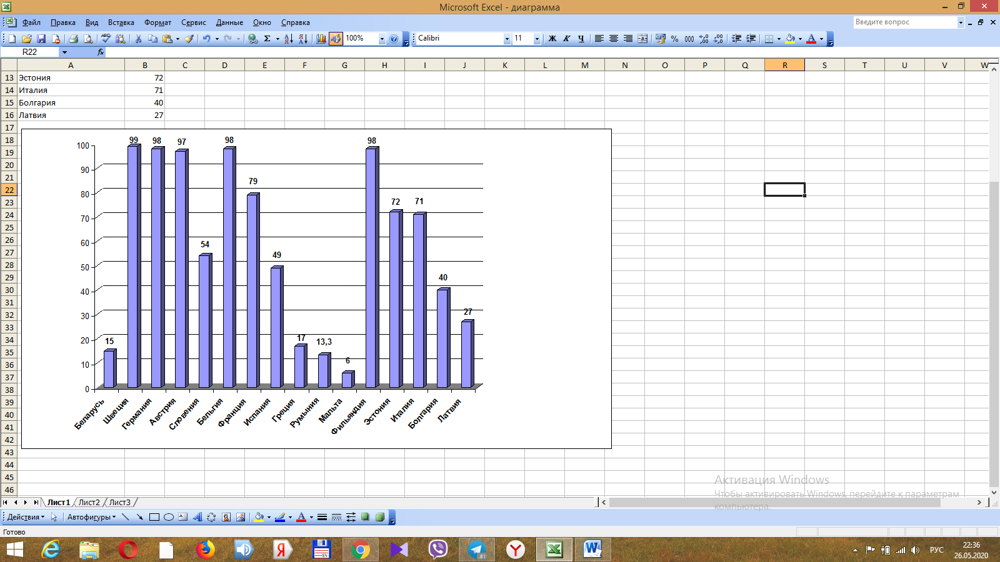 Microsoft Excel - диаграмма
Файл Правка Вид Вставка Формат Сервис Данные Окно Справка
Введите вопрос
100%
Calibri
11
Ж К Ч
R22
fx
A B C D E F G H I J K L M N O P Q R S T U V W
13 Эстония 72
14 Италия 71
15 Болгария 40
16 Латвия 27
17
18
19
20
21
22
23
24
25
26
27
28
29
30
31
32
33
34
35
36
37
38
39
40
41
42
43
44
45
46
100
90
80
70
60
50
40
30
20
10
0
15 99 98 97 54 98 79 49 17 13,3 6 98 72 71 40 27
Беларусь Швеция Германия Австрия Словения Бельгия Франция Испания Греция Румыния Мальта Фильяндия Эстония Италия Болгария Латвия
Активация Windows
Чтобы активировать Windows, перейдите к параметрам
компьютера.
Лист1 Лист2 Лист3
Действия Автофигуры
Готово
64
81
РУС
22:36
26.05.2020